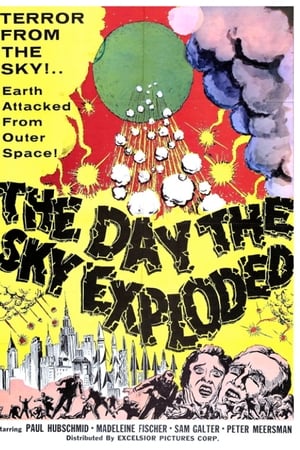 TERROR
FROM
THE
SKY!..
Earth
Attacked
From
Outer
Space!
THE DAY THE
SKY EXPLODED
starring PAUL HUBSCHMID • MADELEINE FISCHER • SAM GALTER • PETER MEERSMAN
Distributed By EXCELSIOR PICTURES CORP.